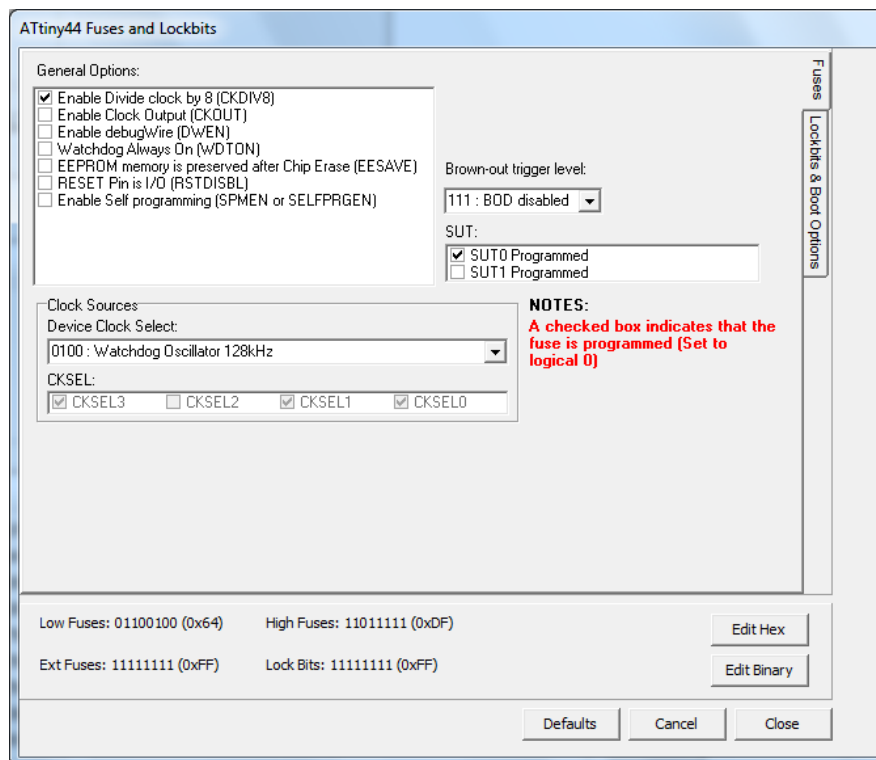 ATtiny44 Fuses and Lockbits
General Options:
Enable Divide clock by 8 (CKDIV8)
Enable Clock Output (CKOUT)
Enable debugWire (DWEN)
Watchdog Always On (WDTON)
EEPROM memory is preserved after Chip Erase (EESAVE)
RESET Pin is I/O (RSTDISBL)
Enable Self programming (SPMEN or SELFPRGEN)
Brown-out trigger level:
111 : BOD disabled
SUT:
SUT0 Programmed
SUT1 Programmed
Fuses
Lockbits & Boot Options
Clock Sources
Device Clock Select:
0100 : Watchdog Oscillator 128kHz
CKSEL:
CKSEL3 CKSEL2 CKSEL1 CKSEL0
NOTES:
A checked box indicates that the
fuse is programmed (Set to
logical 0)
Low Fuses: 01100100 (0x64) High Fuses: 11011111 (0xDF)
Edit Hex
Ext Fuses: 11111111 (0xFF) Lock Bits: 11111111 (0xFF)
Edit Binary
Defaults Cancel Close